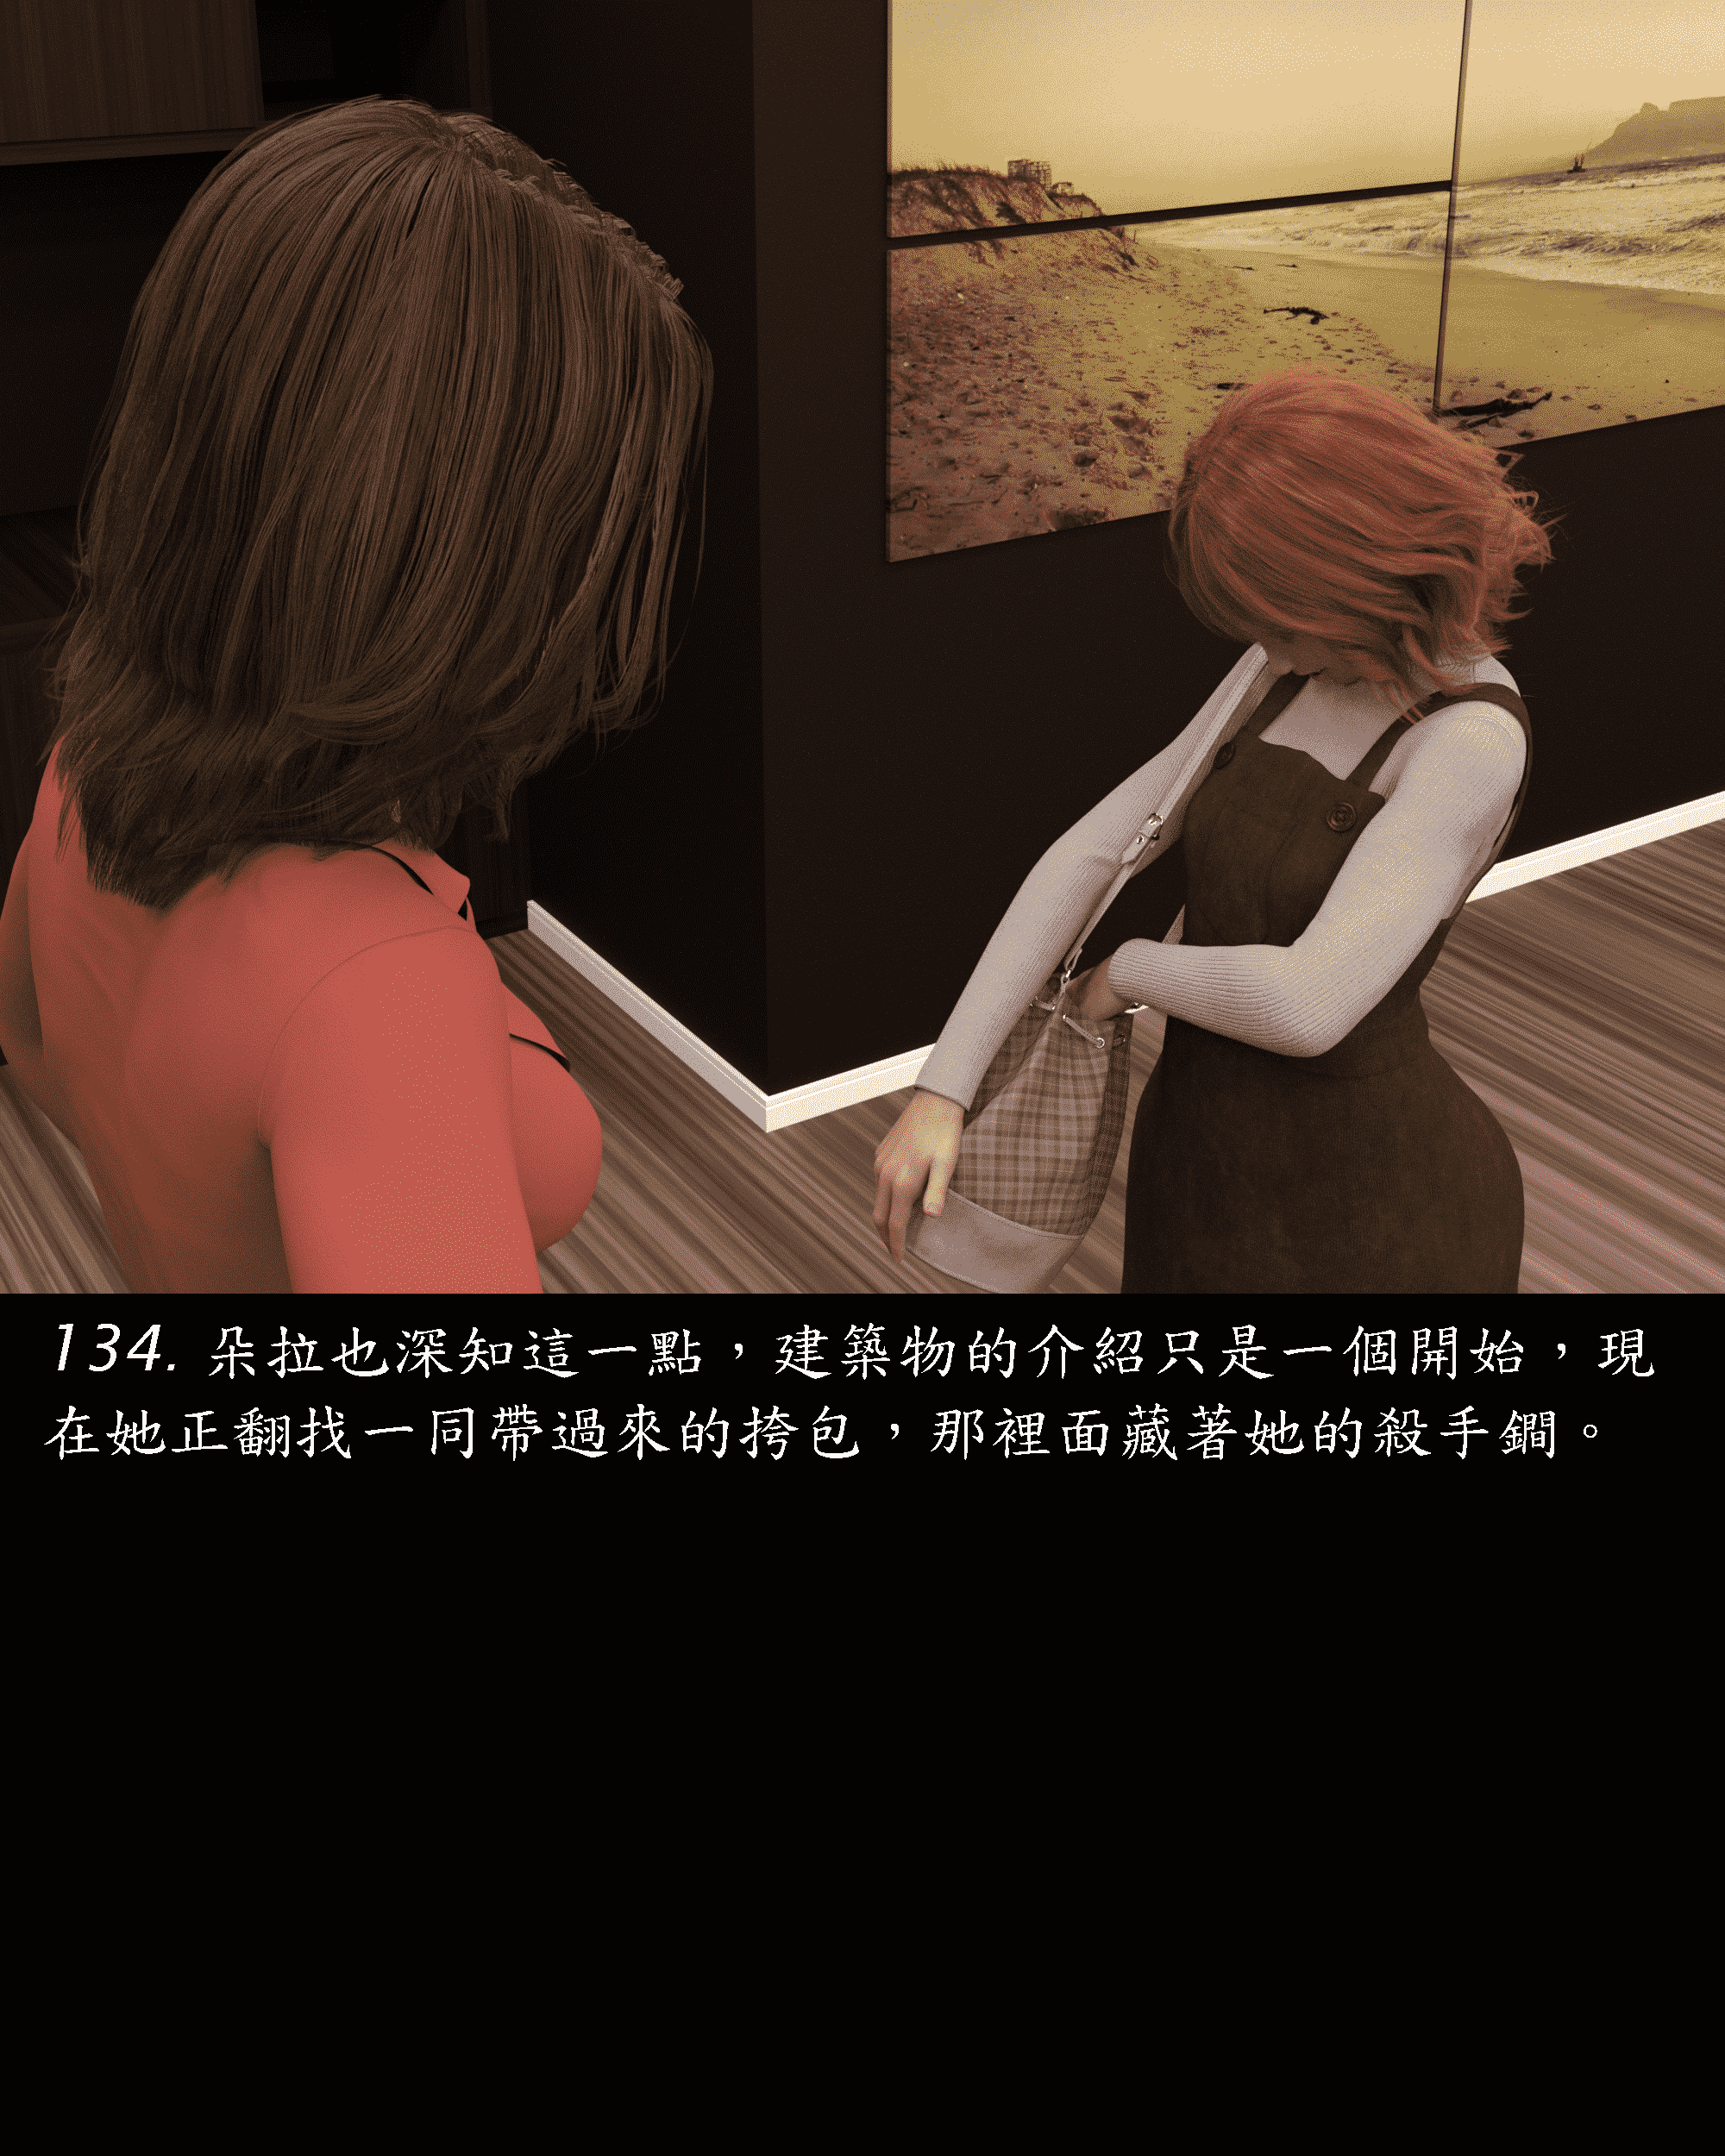 134. 朵拉也深知這一點，建築物的介紹只是一個開始，現
在她正翻找一同帶過來的挎包，那裡面藏著她的殺手鐧。